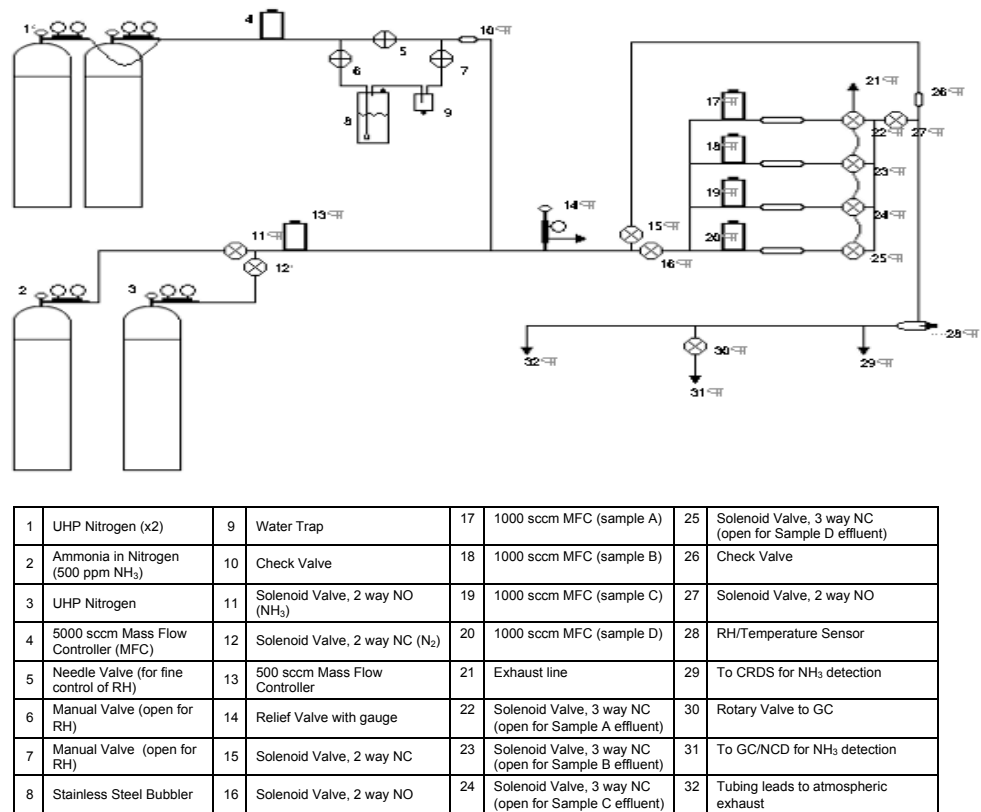 1
4
10
5
6
7
8
9
21
26
17
22 27
18
23
19
24
13
14
11
15
20
12
16
25
2
3
28
32
30
29
31
1 UHP Nitrogen (x2) 9 Water Trap 17 1000 sccm MFC (sample A) 25 Solenoid Valve, 3 way NC
(open for Sample D effluent)
2 Ammonia in Nitrogen
(500 ppm NH₃) 10 Check Valve 18 1000 sccm MFC (sample B) 26 Check Valve
3 UHP Nitrogen 11 Solenoid Valve, 2 way NO
(NH₃) 19 1000 sccm MFC (sample C) 27 Solenoid Valve, 2 way NO
4 5000 sccm Mass Flow
Controller (MFC) 12 Solenoid Valve, 2 way NC (N₂) 20 1000 sccm MFC (sample D) 28 RH/Temperature Sensor
5 Needle Valve (for fine
control of RH) 13 500 sccm Mass Flow
Controller 21 Exhaust line 29 To CRDS for NH₃ detection
6 Manual Valve (open for
RH) 14 Relief Valve with gauge 22 Solenoid Valve, 3 way NC
(open for Sample A effluent) 30 Rotary Valve to GC
7 Manual Valve (open for
RH) 15 Solenoid Valve, 2 way NC 23 Solenoid Valve, 3 way NC
(open for Sample B effluent) 31 To GC/NCD for NH₃ detection
8 Stainless Steel Bubbler 16 Solenoid Valve, 2 way NO 24 Solenoid Valve, 3 way NC
(open for Sample C effluent) 32 Tubing leads to atmospheric
exhaust